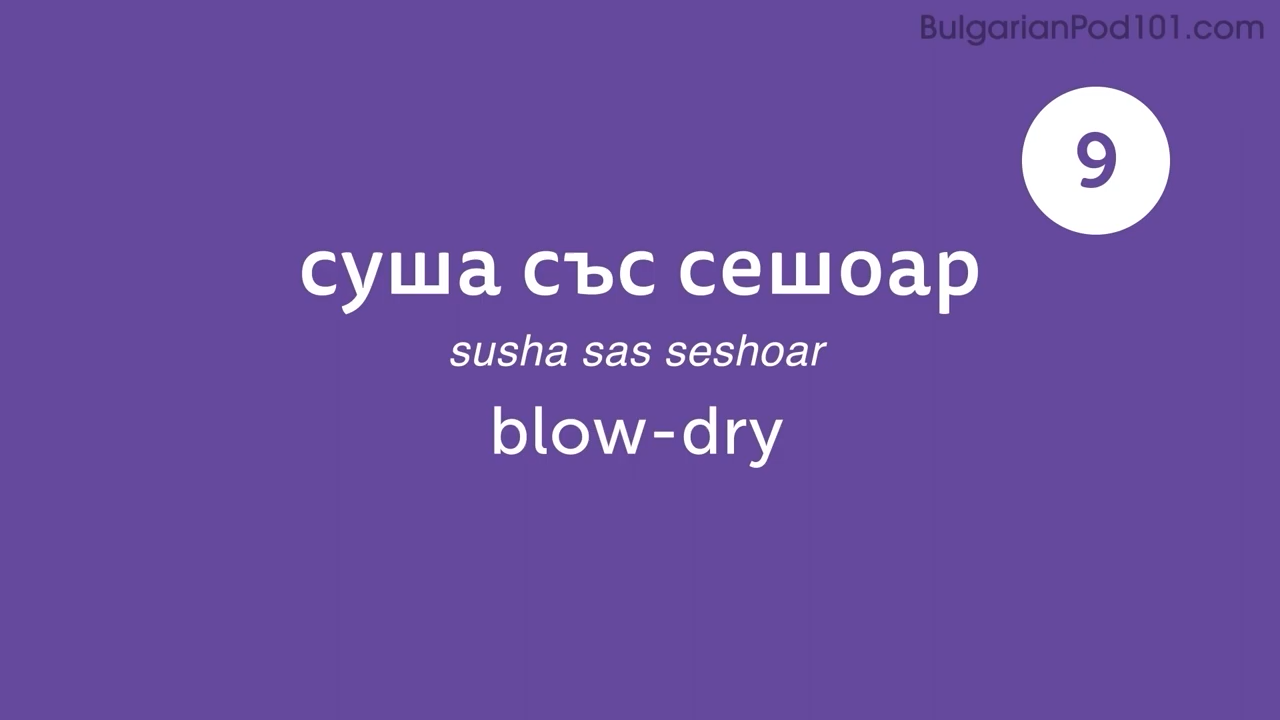 BulgarianPod101.com
9
суша със сешоар
susha sas seshoar
blow-dry